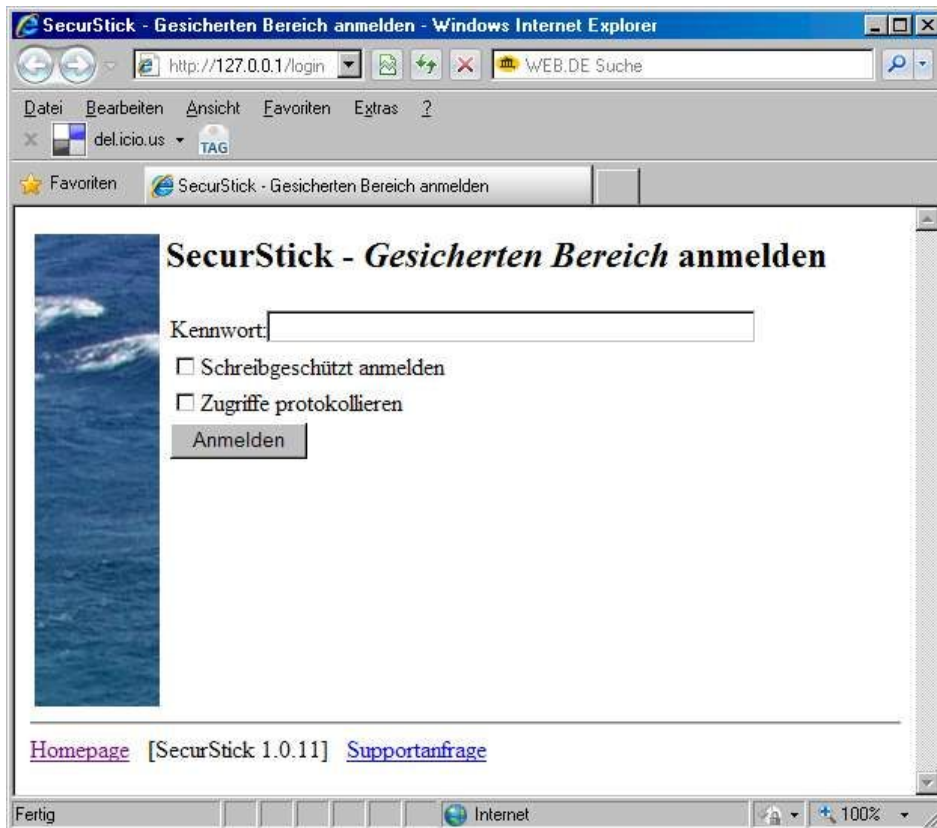 SecurStick - Gesicherten Bereich anmelden - Windows Internet Explorer
http://127.0.0.1/login WEB.DE Suche
Datei Bearbeiten Ansicht Favoriten Extras ?
del.icio.us TAG
Favoriten SecurStick - Gesicherten Bereich anmelden
SecurStick - Gesicherten Bereich anmelden
Kennwort:
Schreibgeschützt anmelden
Zugriffe protokollieren
Anmelden
Homepage [SecurStick 1.0.11] Supportanfrage
Fertig Internet 100%